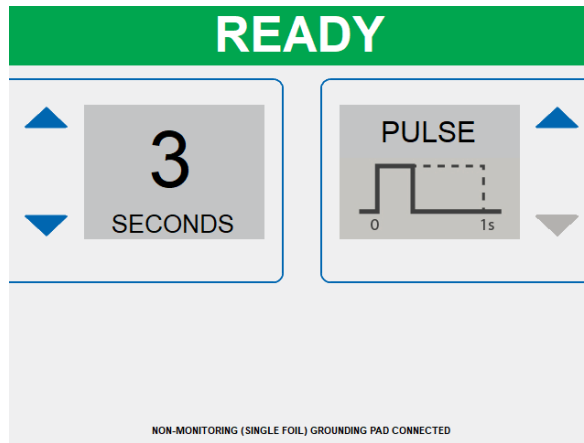 READY
3
SECONDS
PULSE
0 1s
NON-MONITORING (SINGLE FOIL) GROUNDING PAD CONNECTED